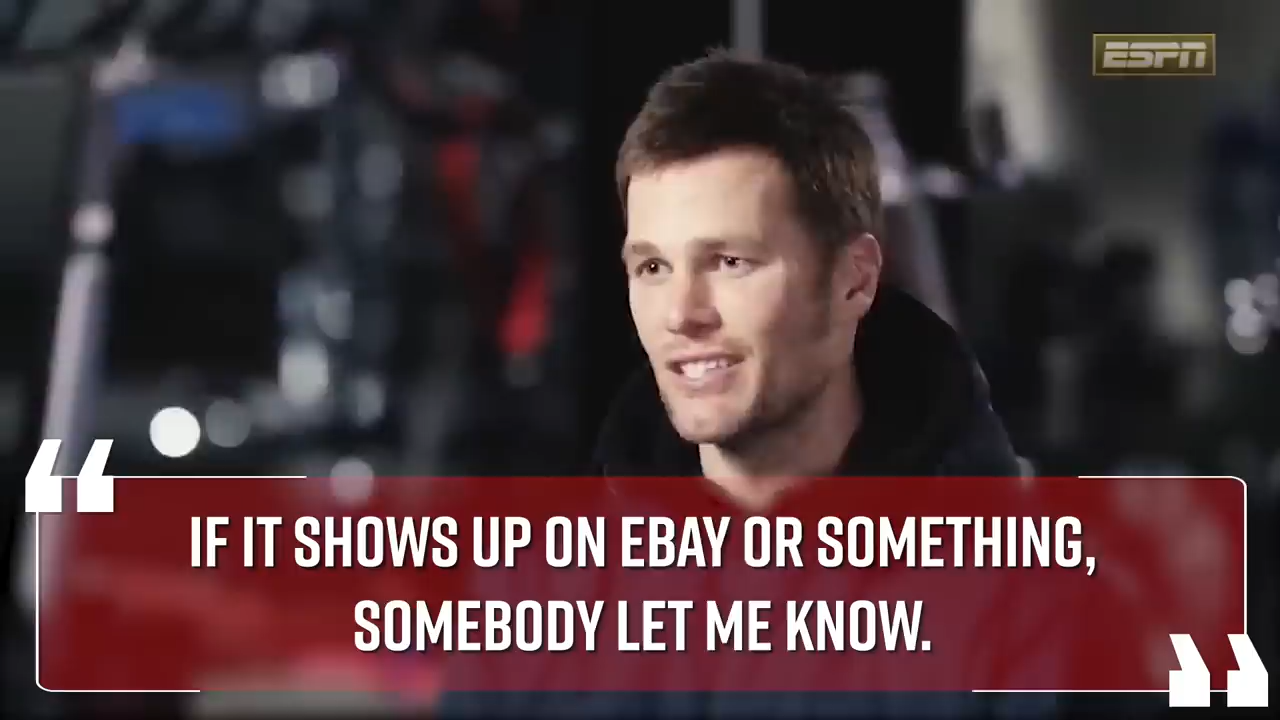 ESPN
“
IF IT SHOWS UP ON EBAY OR SOMETHING,
SOMEBODY LET ME KNOW.
”